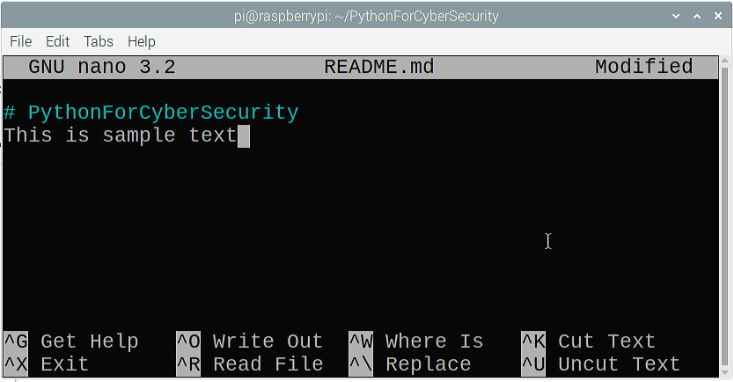 pi@raspberrypi: ~/PythonForCyberSecurity
File Edit Tabs Help
GNU nano 3.2 README.md Modified
# PythonForCyberSecurity
This is sample text
^G Get Help ^O Write Out ^W Where Is ^K Cut Text
^X Exit ^R Read File ^\ Replace ^U Uncut Text